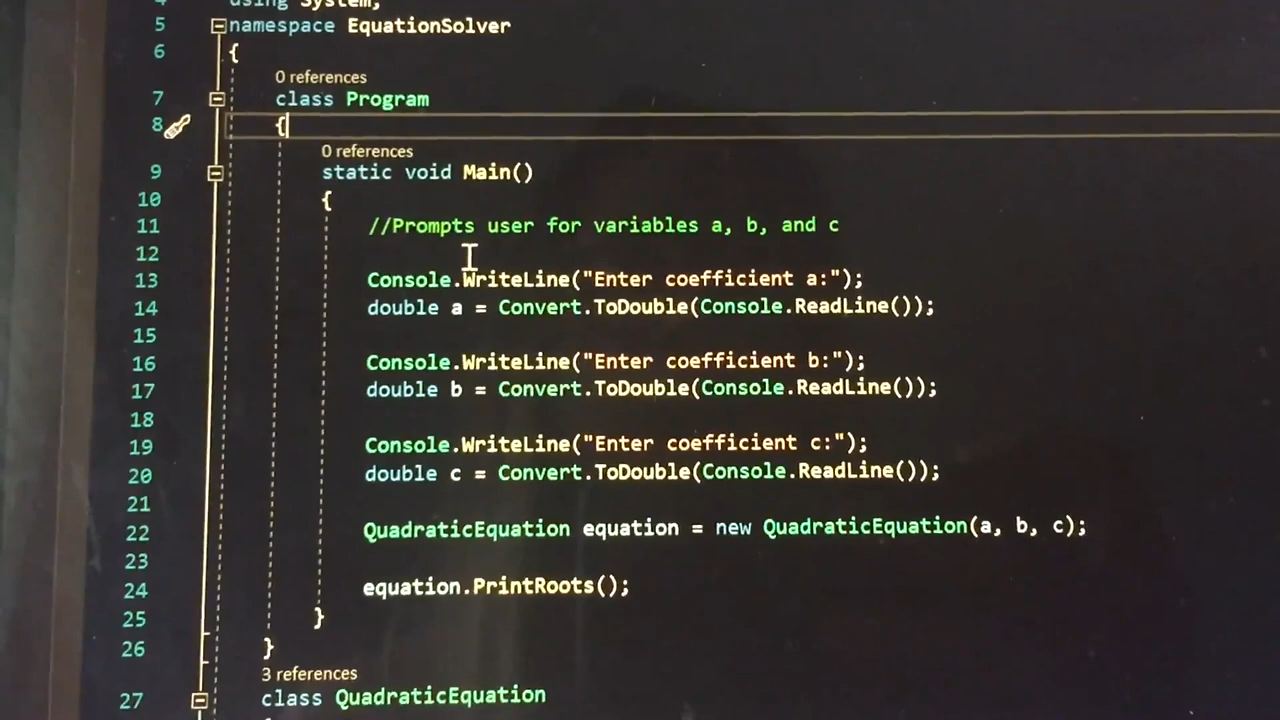 4 using System;
5 namespace EquationSolver
6 {
0 references
7 class Program
8 {
0 references
9 static void Main()
10 {
11 //Prompts user for variables a, b, and c
12
13 Console.WriteLine("Enter coefficient a:");
14 double a = Convert.ToDouble(Console.ReadLine());
15
16 Console.WriteLine("Enter coefficient b:");
17 double b = Convert.ToDouble(Console.ReadLine());
18
19 Console.WriteLine("Enter coefficient c:");
20 double c = Convert.ToDouble(Console.ReadLine());
21
22 QuadraticEquation equation = new QuadraticEquation(a, b, c);
23
24 equation.PrintRoots();
25 }
26 }
3 references
27 class QuadraticEquation